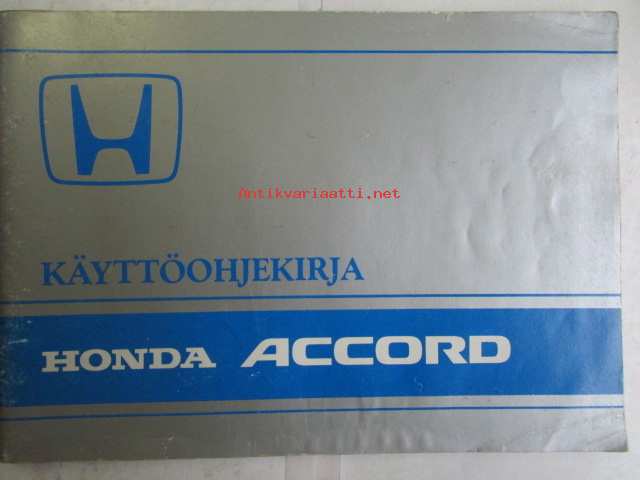 Antikvariaatti.net
KÄYTTÖOHJEKIRJA
HONDA ACCORD